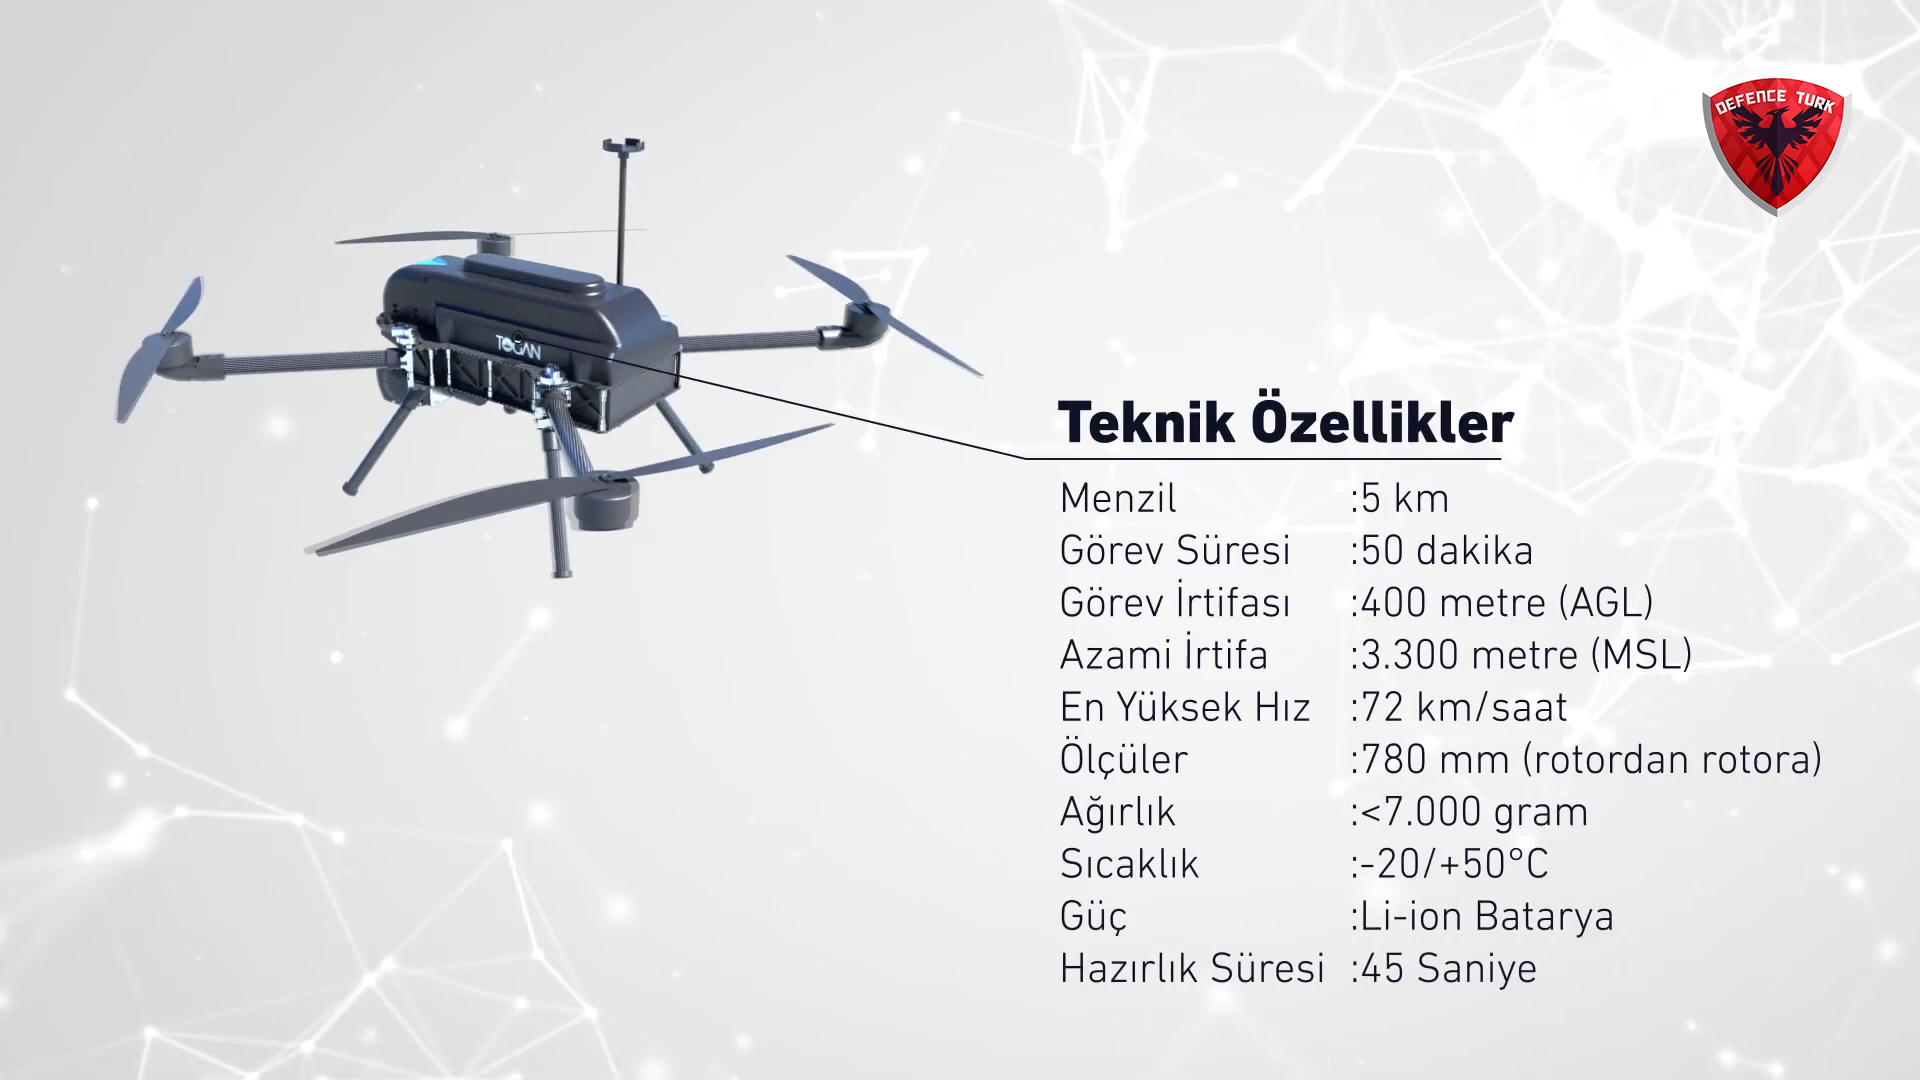 DEFENCE TURK
TOGAN
Teknik Özellikler
Menzil :5 km
Görev Süresi :50 dakika
Görev İrtifası :400 metre (AGL)
Azami İrtifa :3.300 metre (MSL)
En Yüksek Hız :72 km/saat
Ölçüler :780 mm (rotordan rotora)
Ağırlık :<7.000 gram
Sıcaklık :-20/+50°C
Güç :Li-ion Batarya
Hazırlık Süresi :45 Saniye